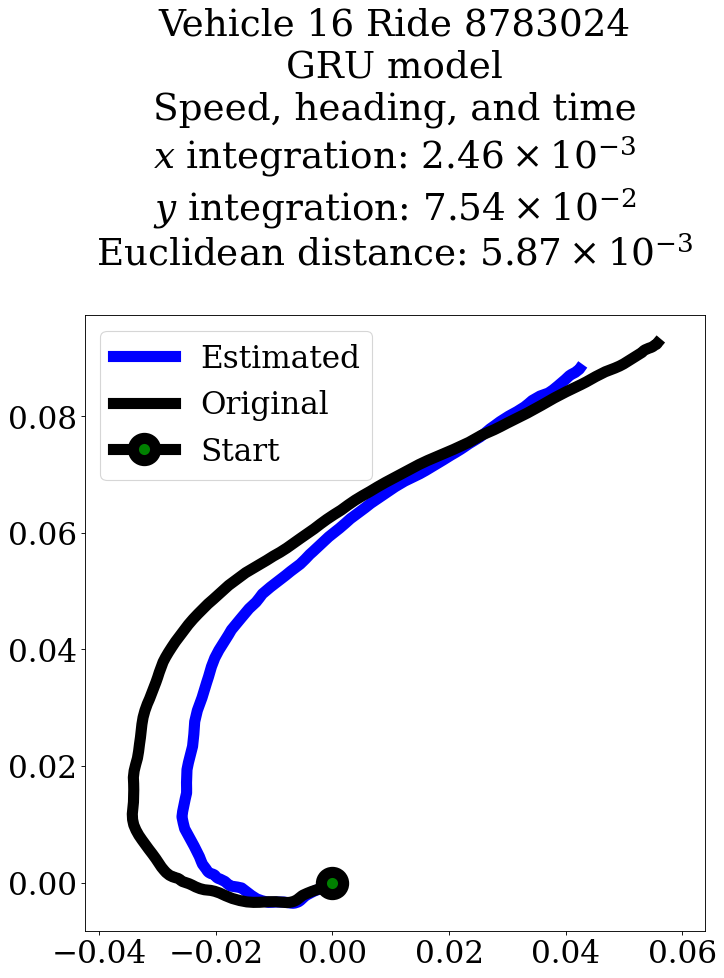 Vehicle 16 Ride 8783024
GRU model
Speed, heading, and time
x integration: 2.46 × 10⁻³
y integration: 7.54 × 10⁻²
Euclidean distance: 5.87 × 10⁻³
Estimated
Original
Start
0.08
0.06
0.04
0.02
0.00
−0.04 −0.02 0.00 0.02 0.04 0.06